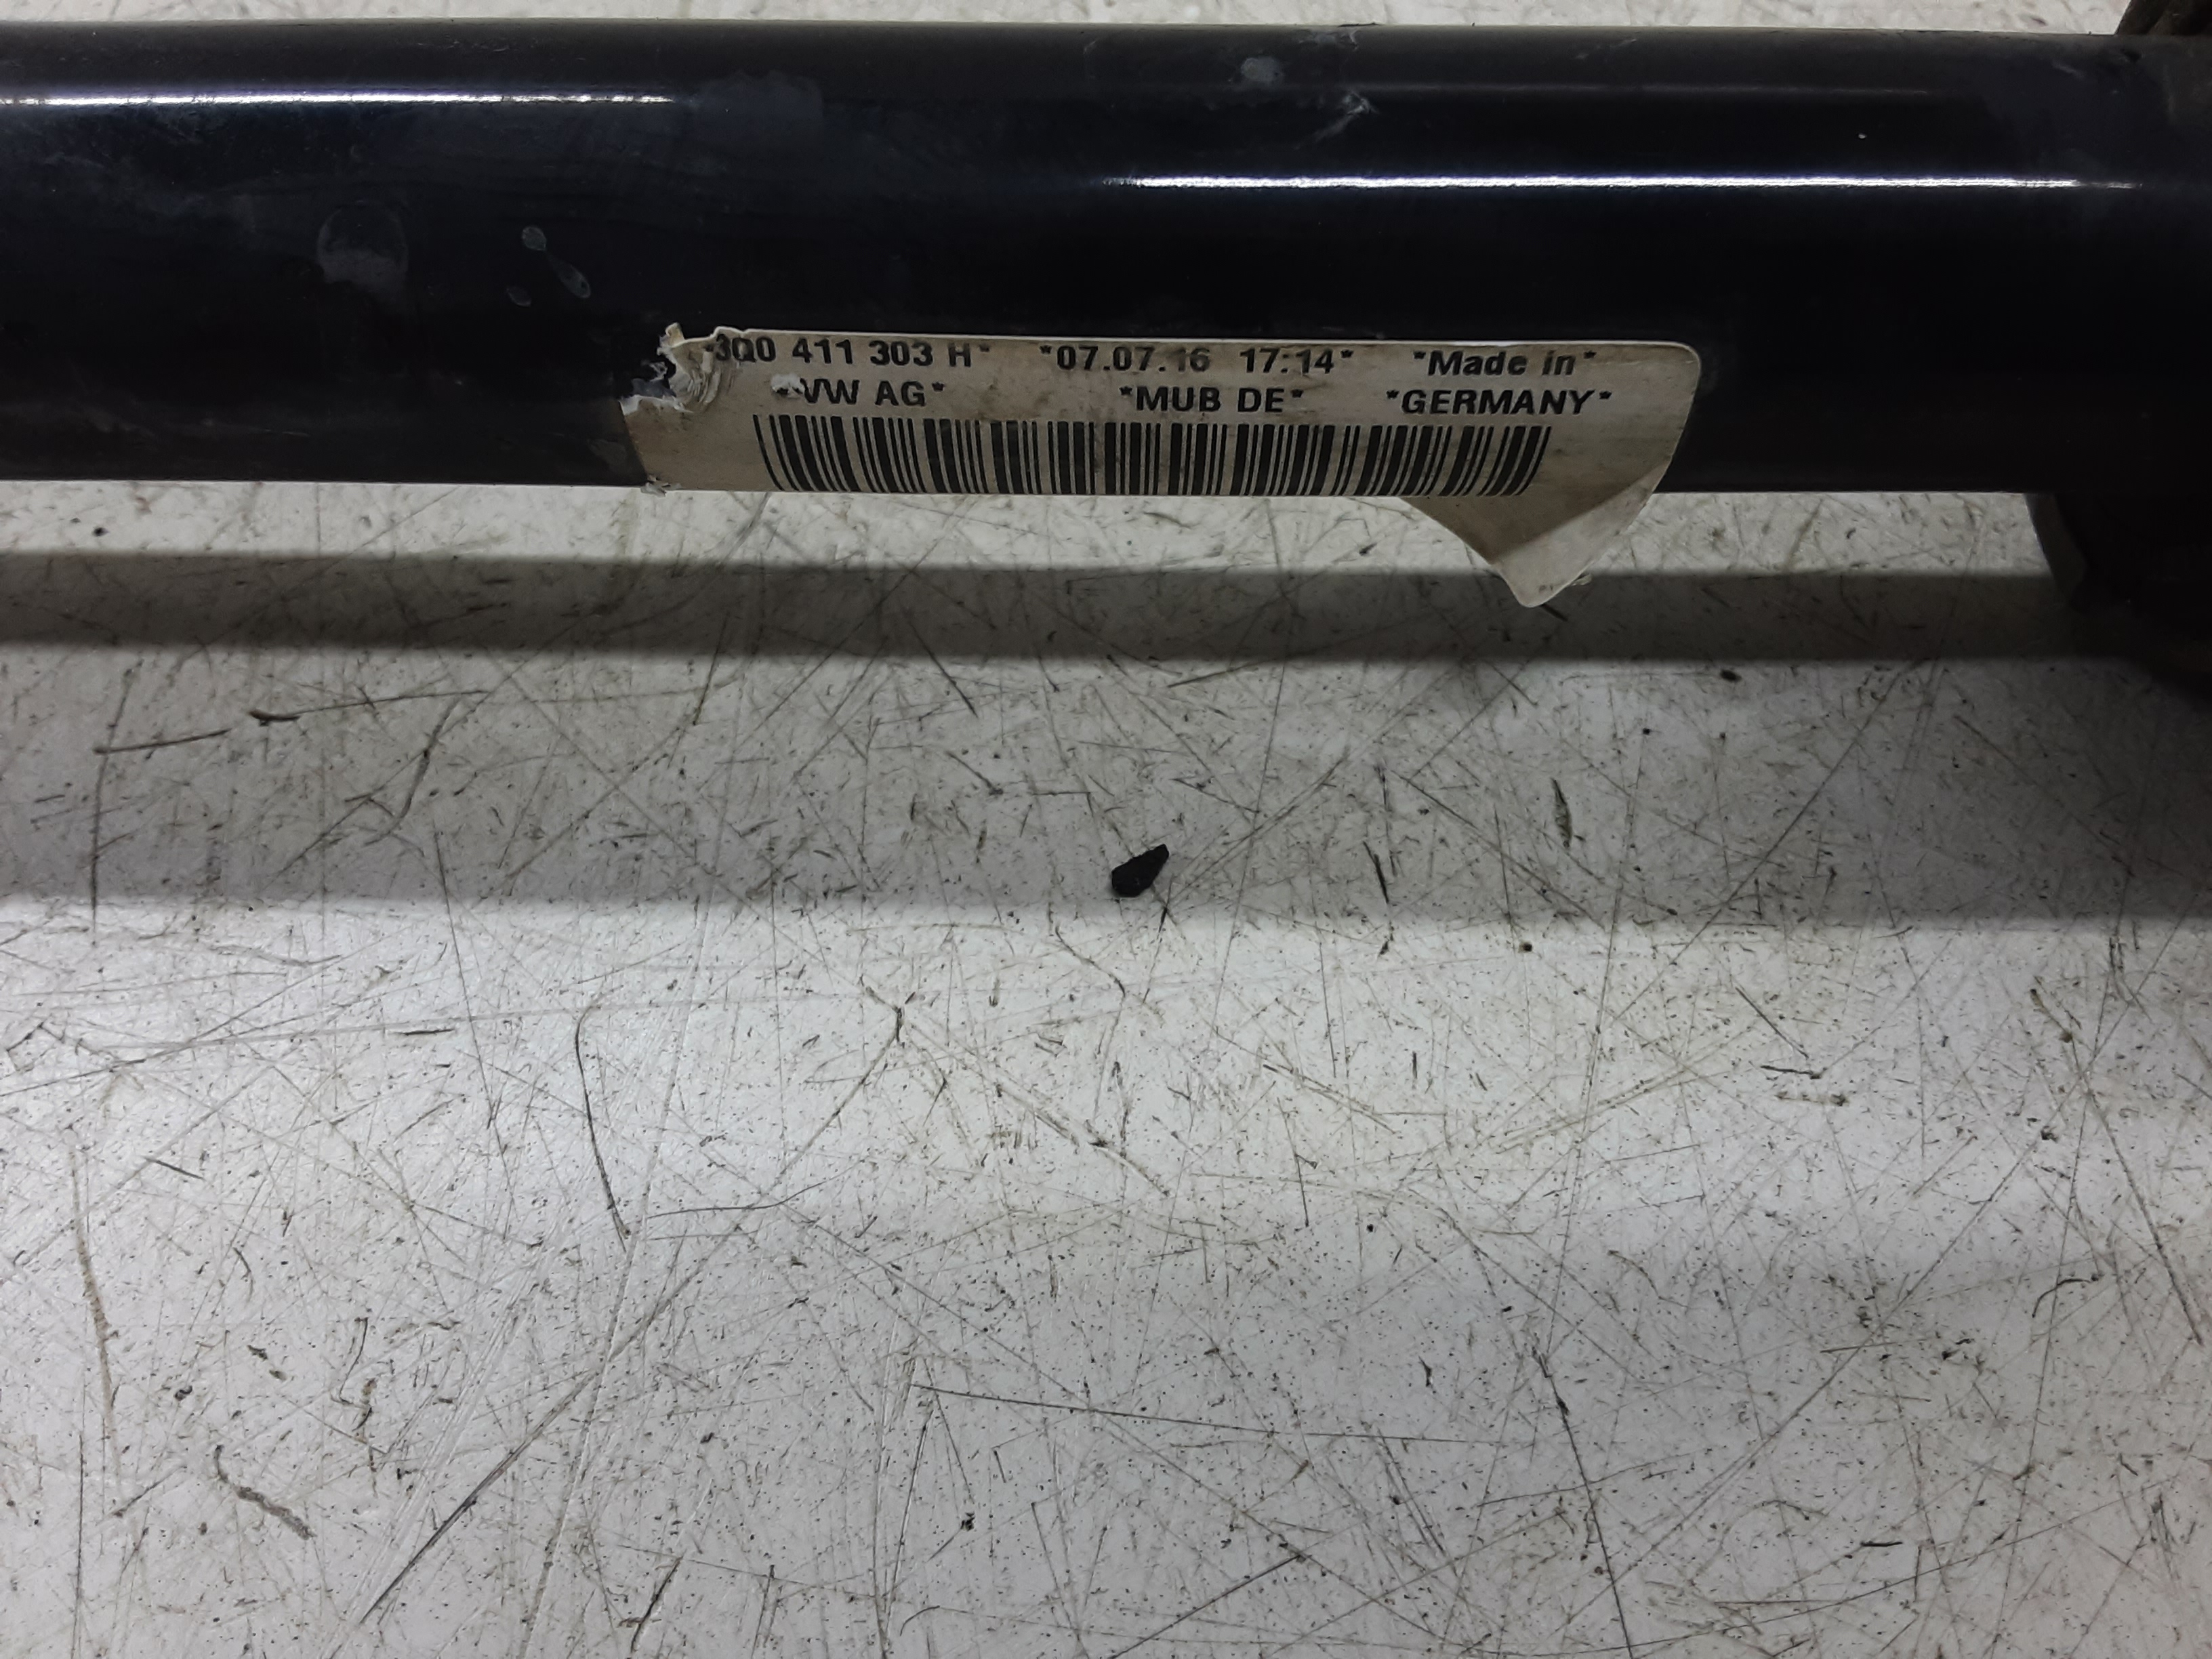 3Q0 411 303 H* *07.07.16 17:14* *Made in*
*VW AG* *MUB DE* *GERMANY*